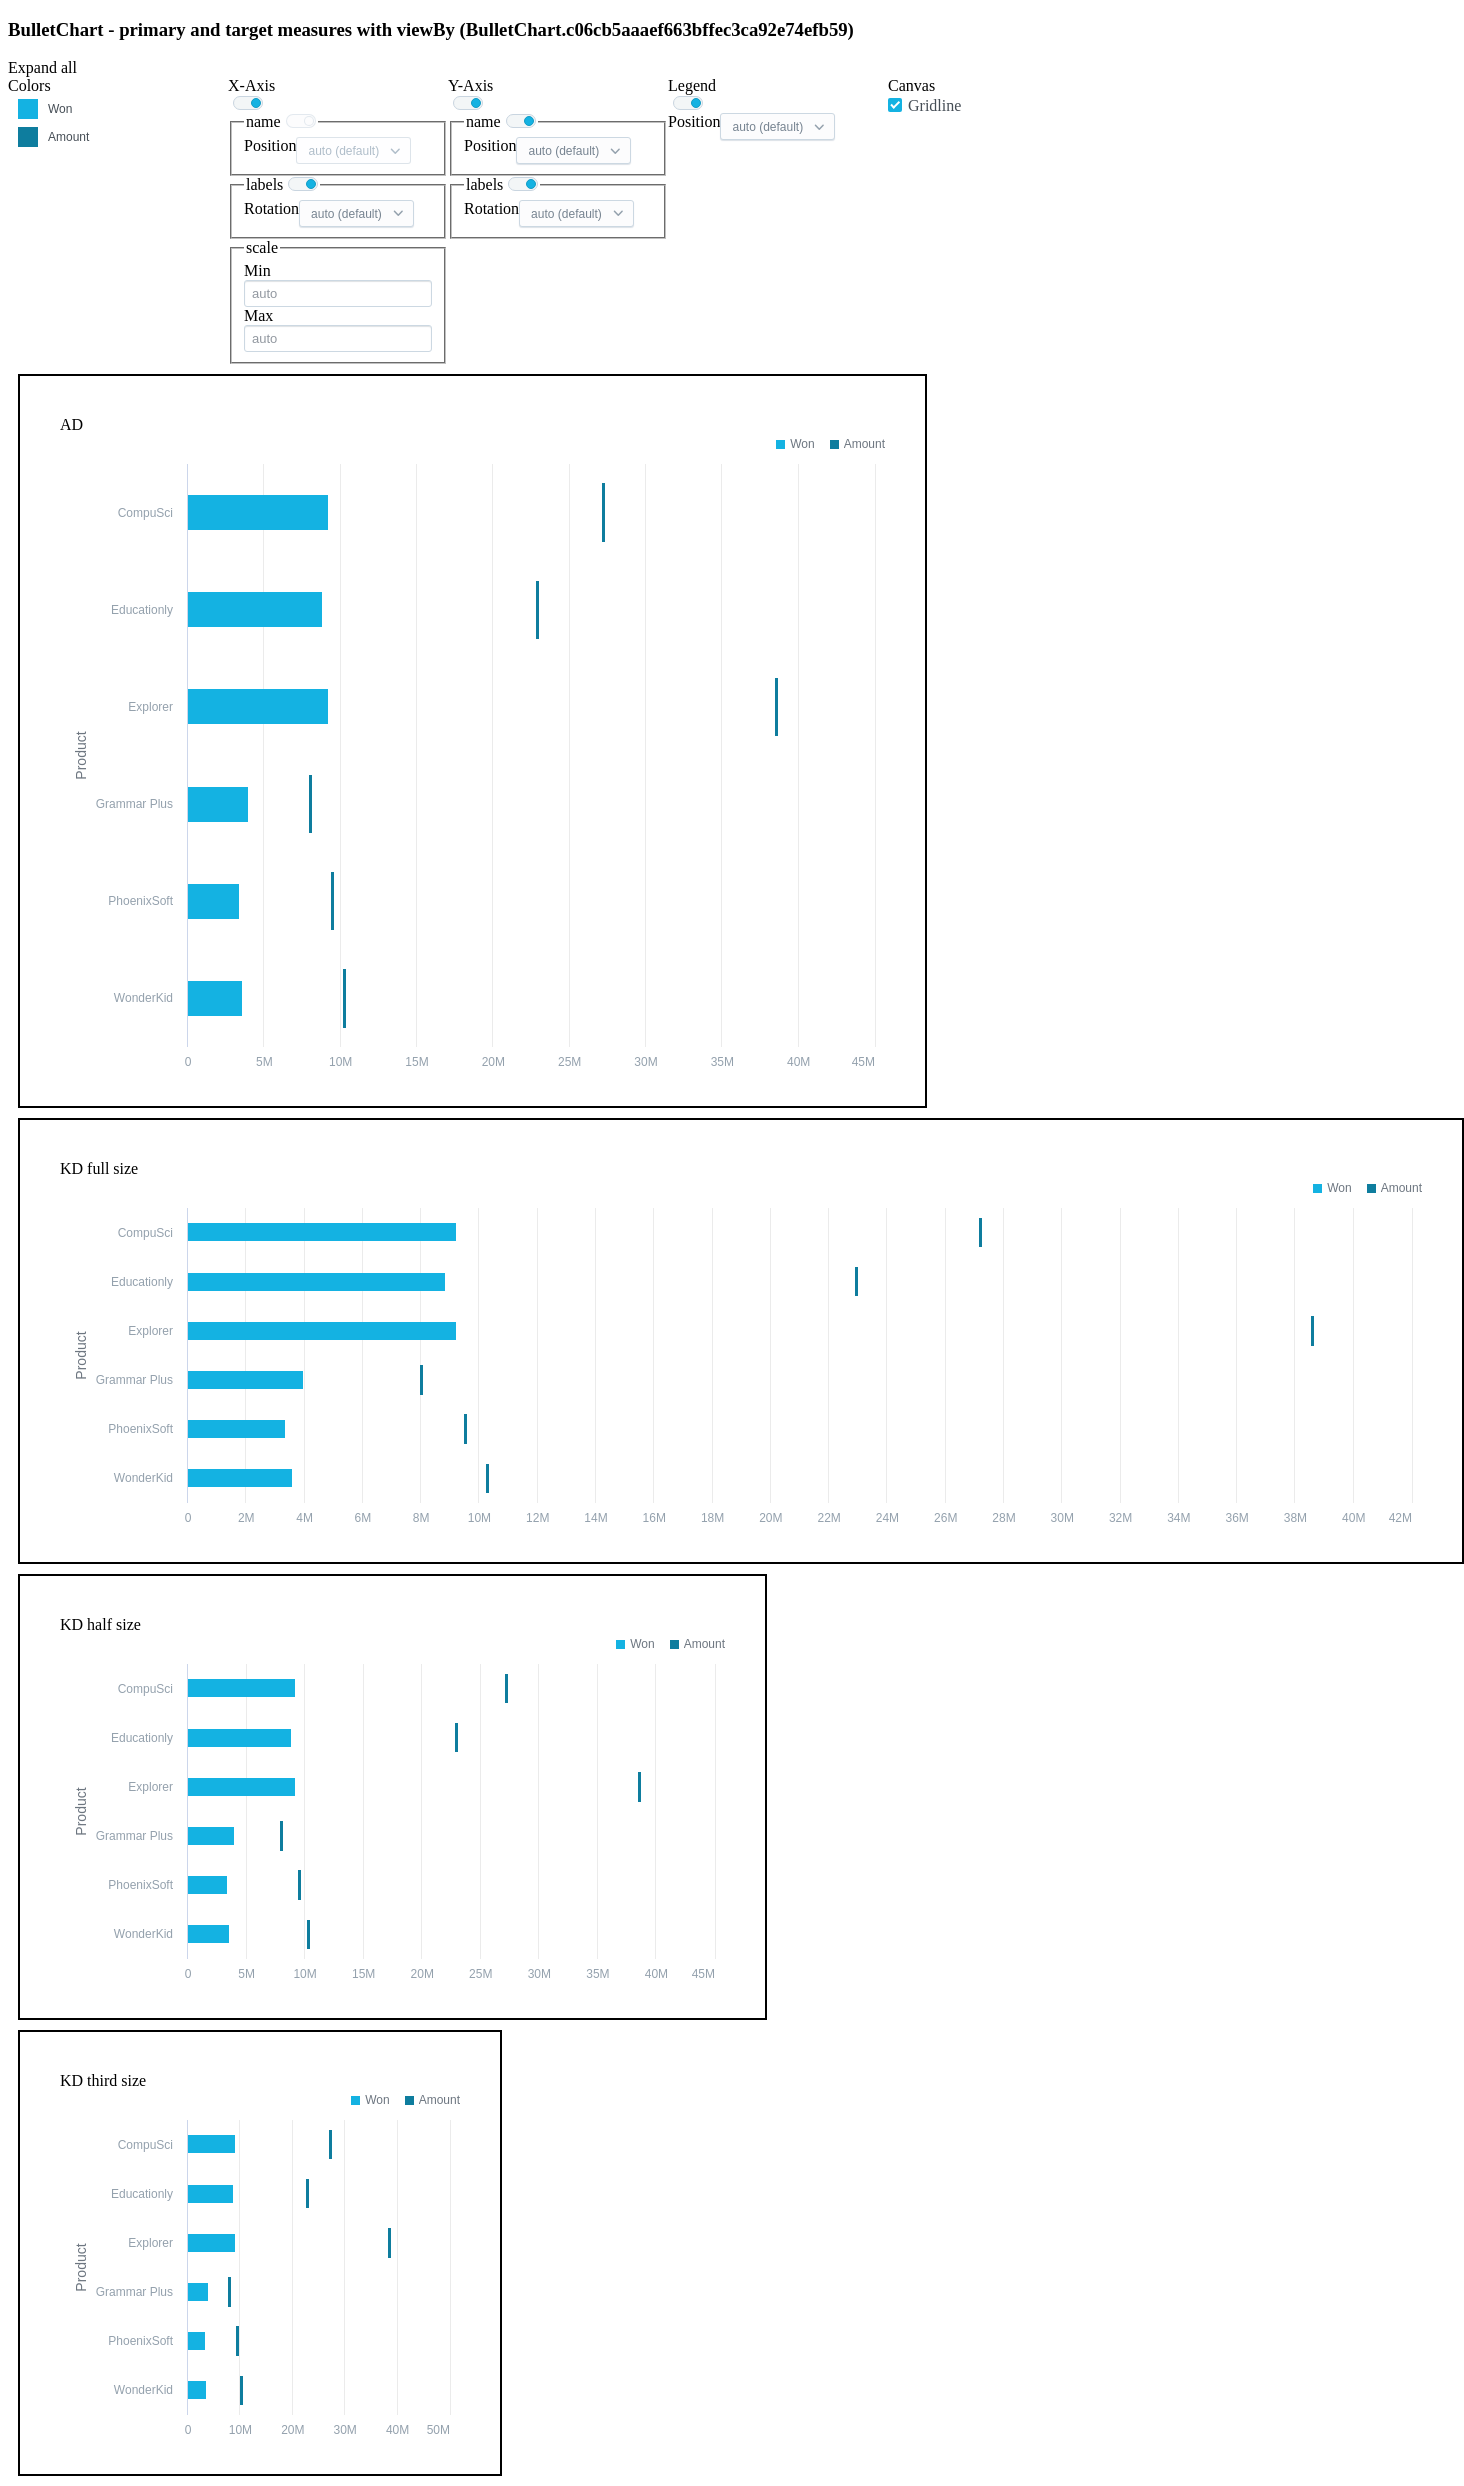 BulletChart - primary and target measures with viewBy (BulletChart.c06cb5aaaef663bffec3ca92e74efb59)
Expand all
Colors
Won
Amount
X-Axis
name
Position auto (default)
labels
Rotation auto (default)
scale
Min
auto
Max
auto
Y-Axis
name
Position auto (default)
labels
Rotation auto (default)
Legend
Position auto (default)
Canvas
Gridline
AD
Won Amount
Product
CompuSci
Educationly
Explorer
Grammar Plus
PhoenixSoft
WonderKid
0 5M 10M 15M 20M 25M 30M 35M 40M 45M
KD full size
Won Amount
Product
CompuSci
Educationly
Explorer
Grammar Plus
PhoenixSoft
WonderKid
0 2M 4M 6M 8M 10M 12M 14M 16M 18M 20M 22M 24M 26M 28M 30M 32M 34M 36M 38M 40M 42M
KD half size
Won Amount
Product
CompuSci
Educationly
Explorer
Grammar Plus
PhoenixSoft
WonderKid
0 5M 10M 15M 20M 25M 30M 35M 40M 45M
KD third size
Won Amount
Product
CompuSci
Educationly
Explorer
Grammar Plus
PhoenixSoft
WonderKid
0 10M 20M 30M 40M 50M